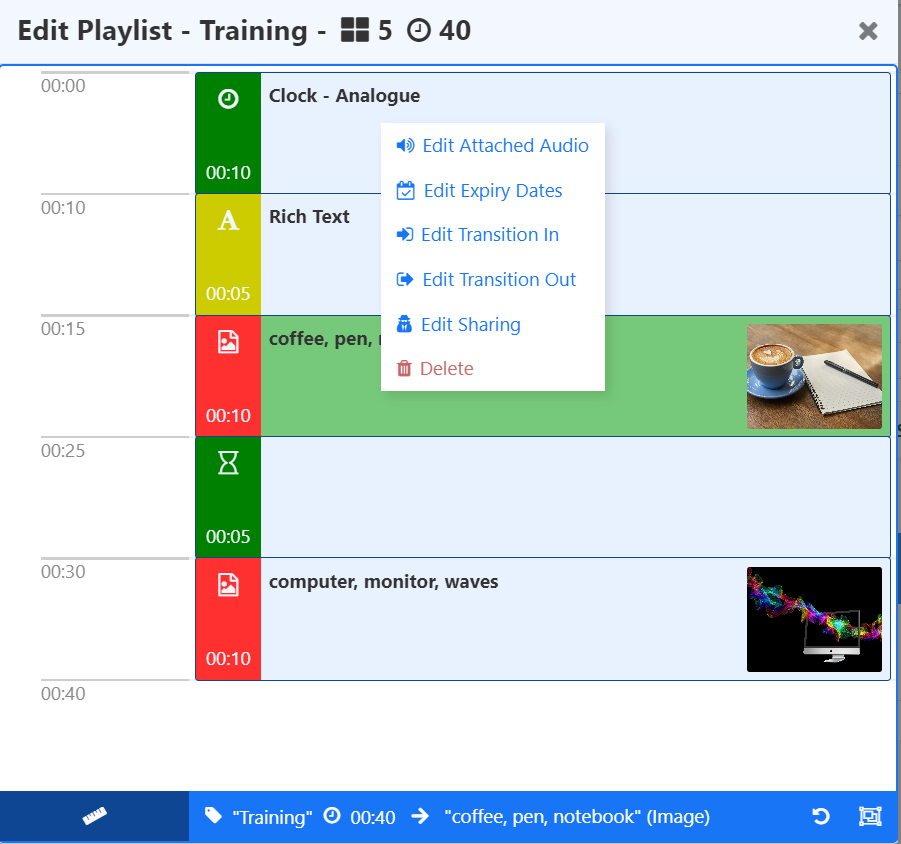 Edit Playlist - Training - 5 40
00:00
Clock - Analogue
00:10
Edit Attached Audio
Edit Expiry Dates
Edit Transition In
Edit Transition Out
Edit Sharing
Delete
00:10
Rich Text
00:05
00:15
coffee, pen,
00:10
00:25
00:05
00:30
computer, monitor, waves
00:10
00:40
"Training" 00:40 "coffee, pen, notebook" (Image)